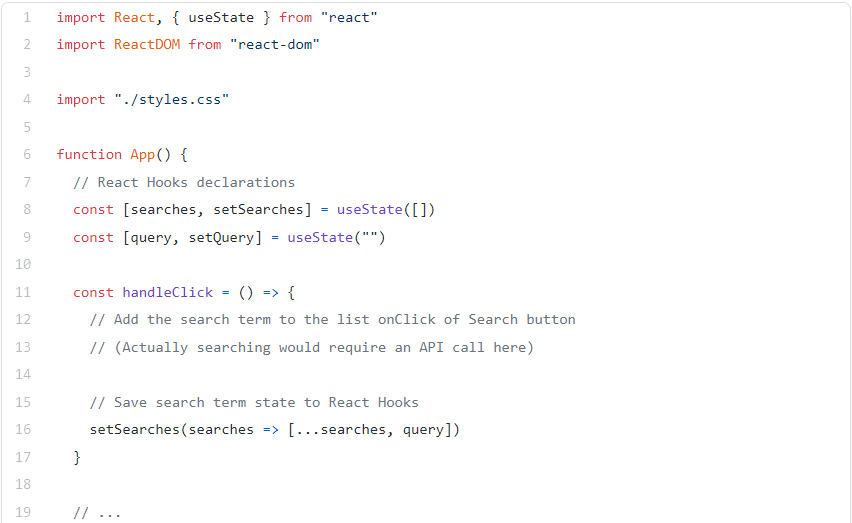 1 import React, { useState } from "react"
2 import ReactDOM from "react-dom"
3
4 import "./styles.css"
5
6 function App() {
7   // React Hooks declarations
8   const [searches, setSearches] = useState([])
9   const [query, setQuery] = useState("")
10
11   const handleClick = () => {
12     // Add the search term to the list onClick of Search button
13     // (Actually searching would require an API call here)
14
15     // Save search term state to React Hooks
16     setSearches(searches => [...searches, query])
17   }
18
19   // ...